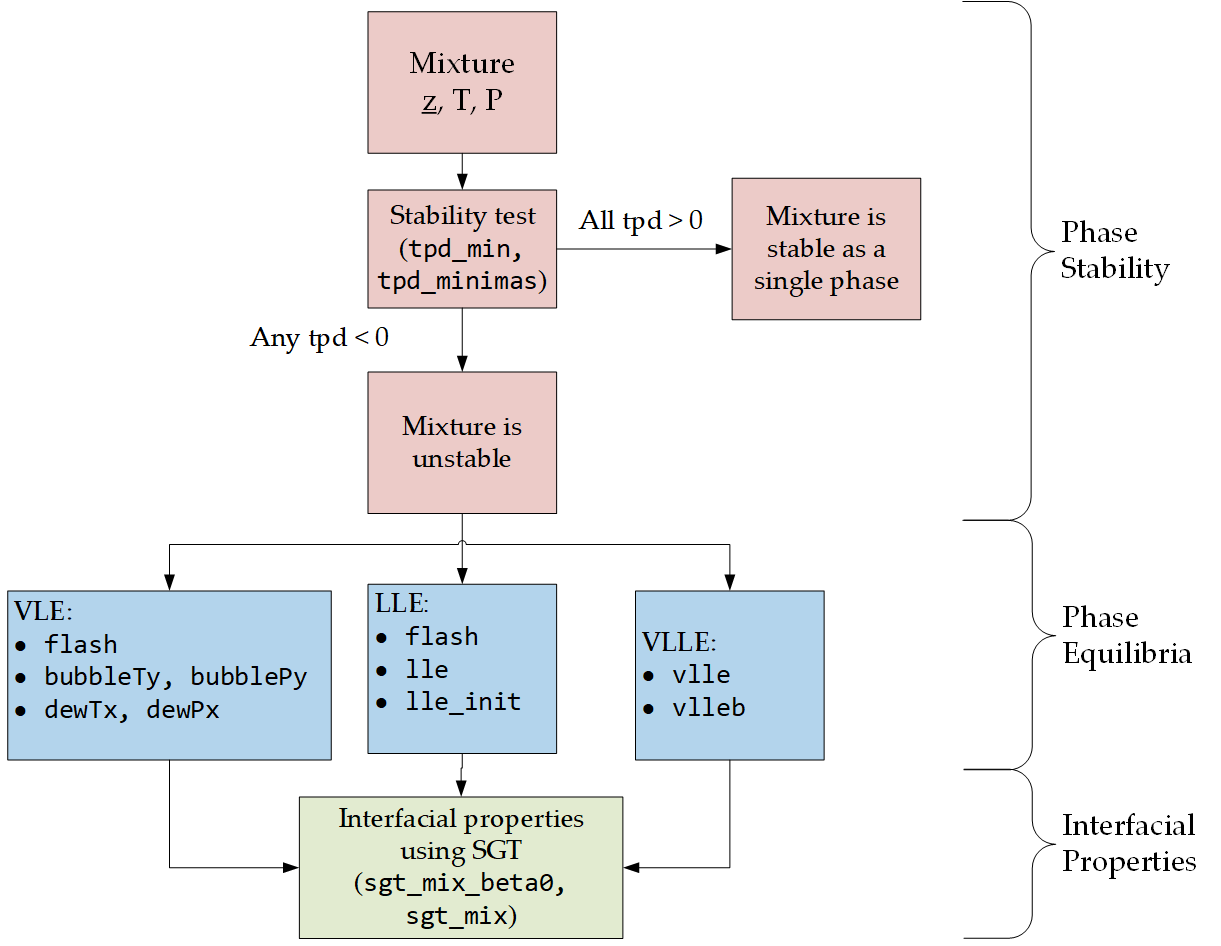 Mixture
z, T, P
Stability test
(tpd_min,
tpd_minimas)
All tpd > 0
Mixture is
stable as a
single phase
Phase
Stability
Any tpd < 0
Mixture is
unstable
VLE:
• flash
• bubbleTy, bubblePy
• dewTx, dewPx
LLE:
• flash
• lle
• lle_init
VLLE:
• vlle
• vlleb
Phase
Equilibria
Interfacial properties
using SGT
(sgt_mix_beta0,
sgt_mix)
Interfacial
Properties